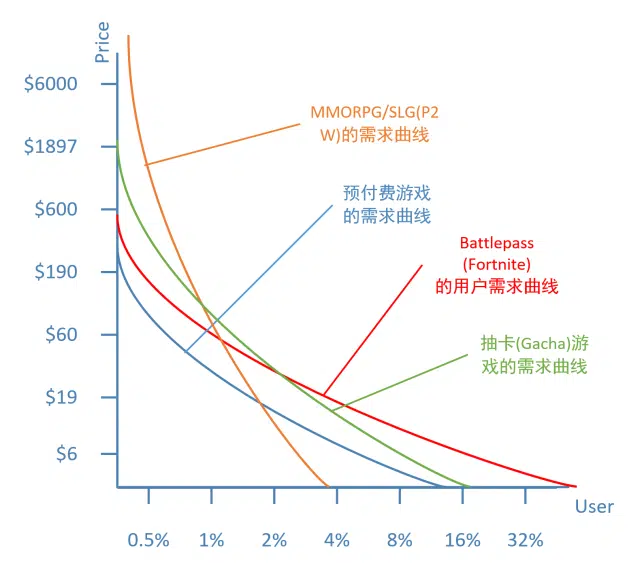 Price
$6000
$1897
$600
$190
$60
$19
$6
MMORPG/SLG(P2
W)的需求曲线
预付费游戏
的需求曲线
Battlepass
(Fortnite)
的用户需求曲线
抽卡(Gacha)游
戏的需求曲线
User
0.5%
1%
2%
4%
8%
16%
32%